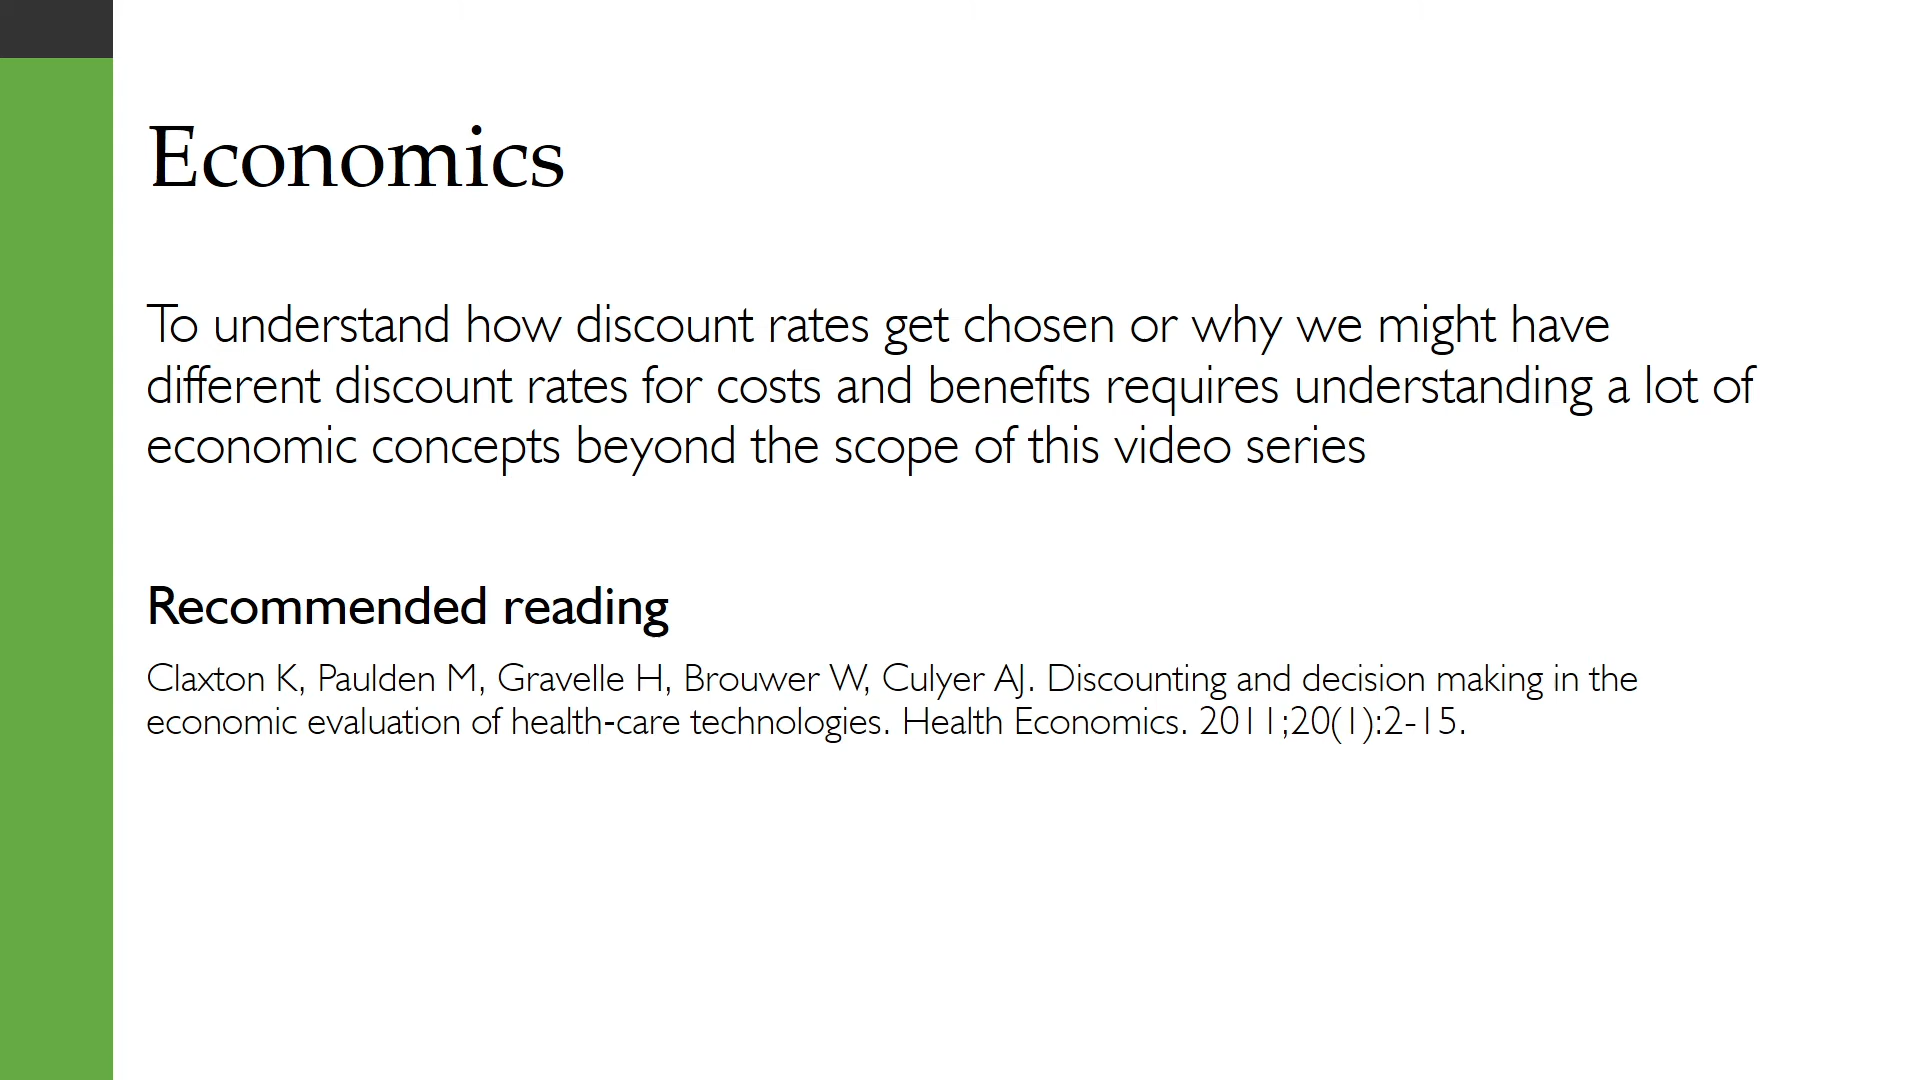 Economics
To understand how discount rates get chosen or why we might have
different discount rates for costs and benefits requires understanding a lot of
economic concepts beyond the scope of this video series
Recommended reading
Claxton K, Paulden M, Gravelle H, Brouwer W, Culyer AJ. Discounting and decision making in the
economic evaluation of health-care technologies. Health Economics. 2011;20(1):2-15.